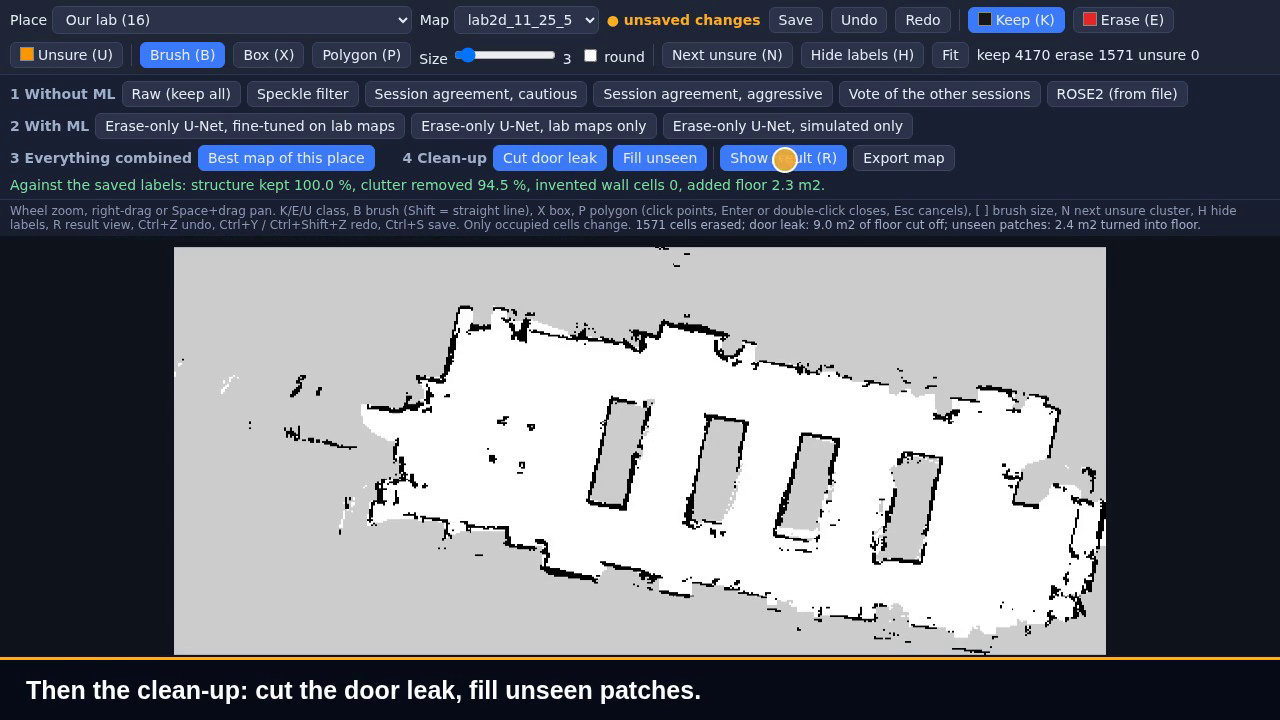 Place Our lab (16) Map lab2d_11_25_5 unsaved changes Save Undo Redo Keep (K) Erase (E)
Unsure (U) Brush (B) Box (X) Polygon (P) Size 3 round Next unsure (N) Hide labels (H) Fit keep 4170 erase 1571 unsure 0
1 Without ML Raw (keep all) Speckle filter Session agreement, cautious Session agreement, aggressive Vote of the other sessions ROSE2 (from file)
2 With ML Erase-only U-Net, fine-tuned on lab maps Erase-only U-Net, lab maps only Erase-only U-Net, simulated only
3 Everything combined Best map of this place 4 Clean-up Cut door leak Fill unseen Show (R) Export map
Against the saved labels: structure kept 100.0 %, clutter removed 94.5 %, invented wall cells 0, added floor 2.3 m2.
Wheel zoom, right-drag or Space+drag pan. K/E/U class, B brush (Shift = straight line), X box, P polygon (click points, Enter or double-click closes, Esc cancels), [ ] brush size, N next unsure cluster, H hide
labels, R result view, Ctrl+Z undo, Ctrl+Y / Ctrl+Shift+Z redo, Ctrl+S save. Only occupied cells change. 1571 cells erased; door leak: 9.0 m2 of floor cut off; unseen patches: 2.4 m2 turned into floor.
Then the clean-up: cut the door leak, fill unseen patches.